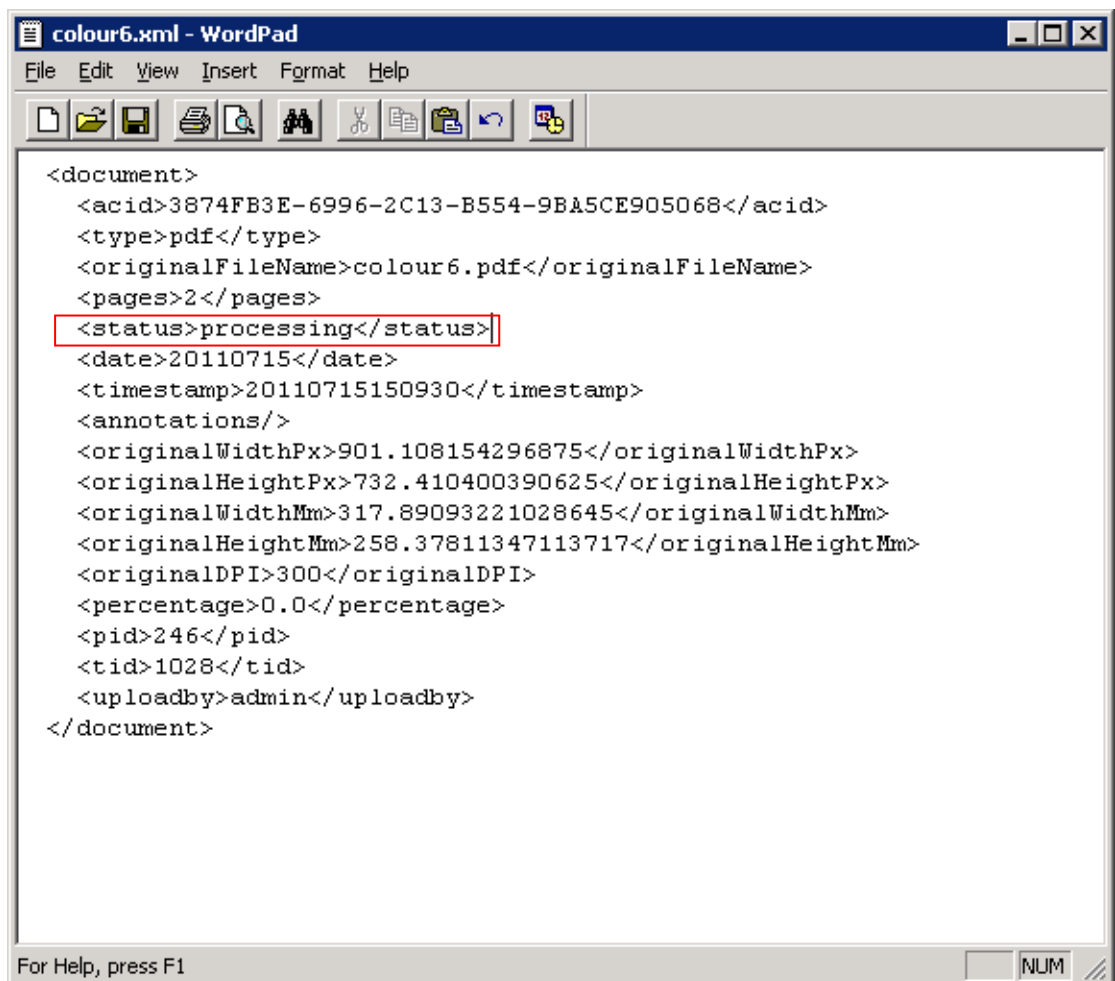 colour6.xml - WordPad
File Edit View Insert Format Help
<document>
<acid>3874FB3E-6996-2C13-B554-9BA5CE905068</acid>
<type>pdf</type>
<originalFileName>colour6.pdf</originalFileName>
<pages>2</pages>
<status>processing</status>
<date>20110715</date>
<timestamp>20110715150930</timestamp>
<annotations/>
<originalWidthPx>901.108154296875</originalWidthPx>
<originalHeightPx>732.410400390625</originalHeightPx>
<originalWidthMm>317.89093221028645</originalWidthMm>
<originalHeightMm>258.37811347113717</originalHeightMm>
<originalDPI>300</originalDPI>
<percentage>0.0</percentage>
<pid>246</pid>
<tid>1028</tid>
<uploadby>admin</uploadby>
</document>
For Help, press F1 NUM